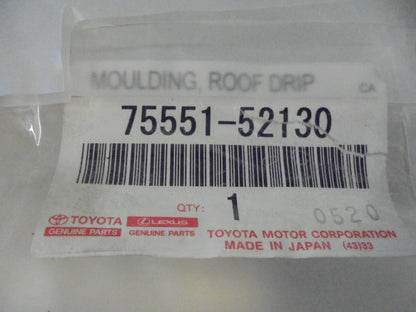 MOULDING, ROOF DRIP CA
75551-52130
QTY: 1 0520
TOYOTA LEXUS
GENUINE PARTS GENUINE PARTS
TOYOTA MOTOR CORPORATION
MADE IN JAPAN (43)33